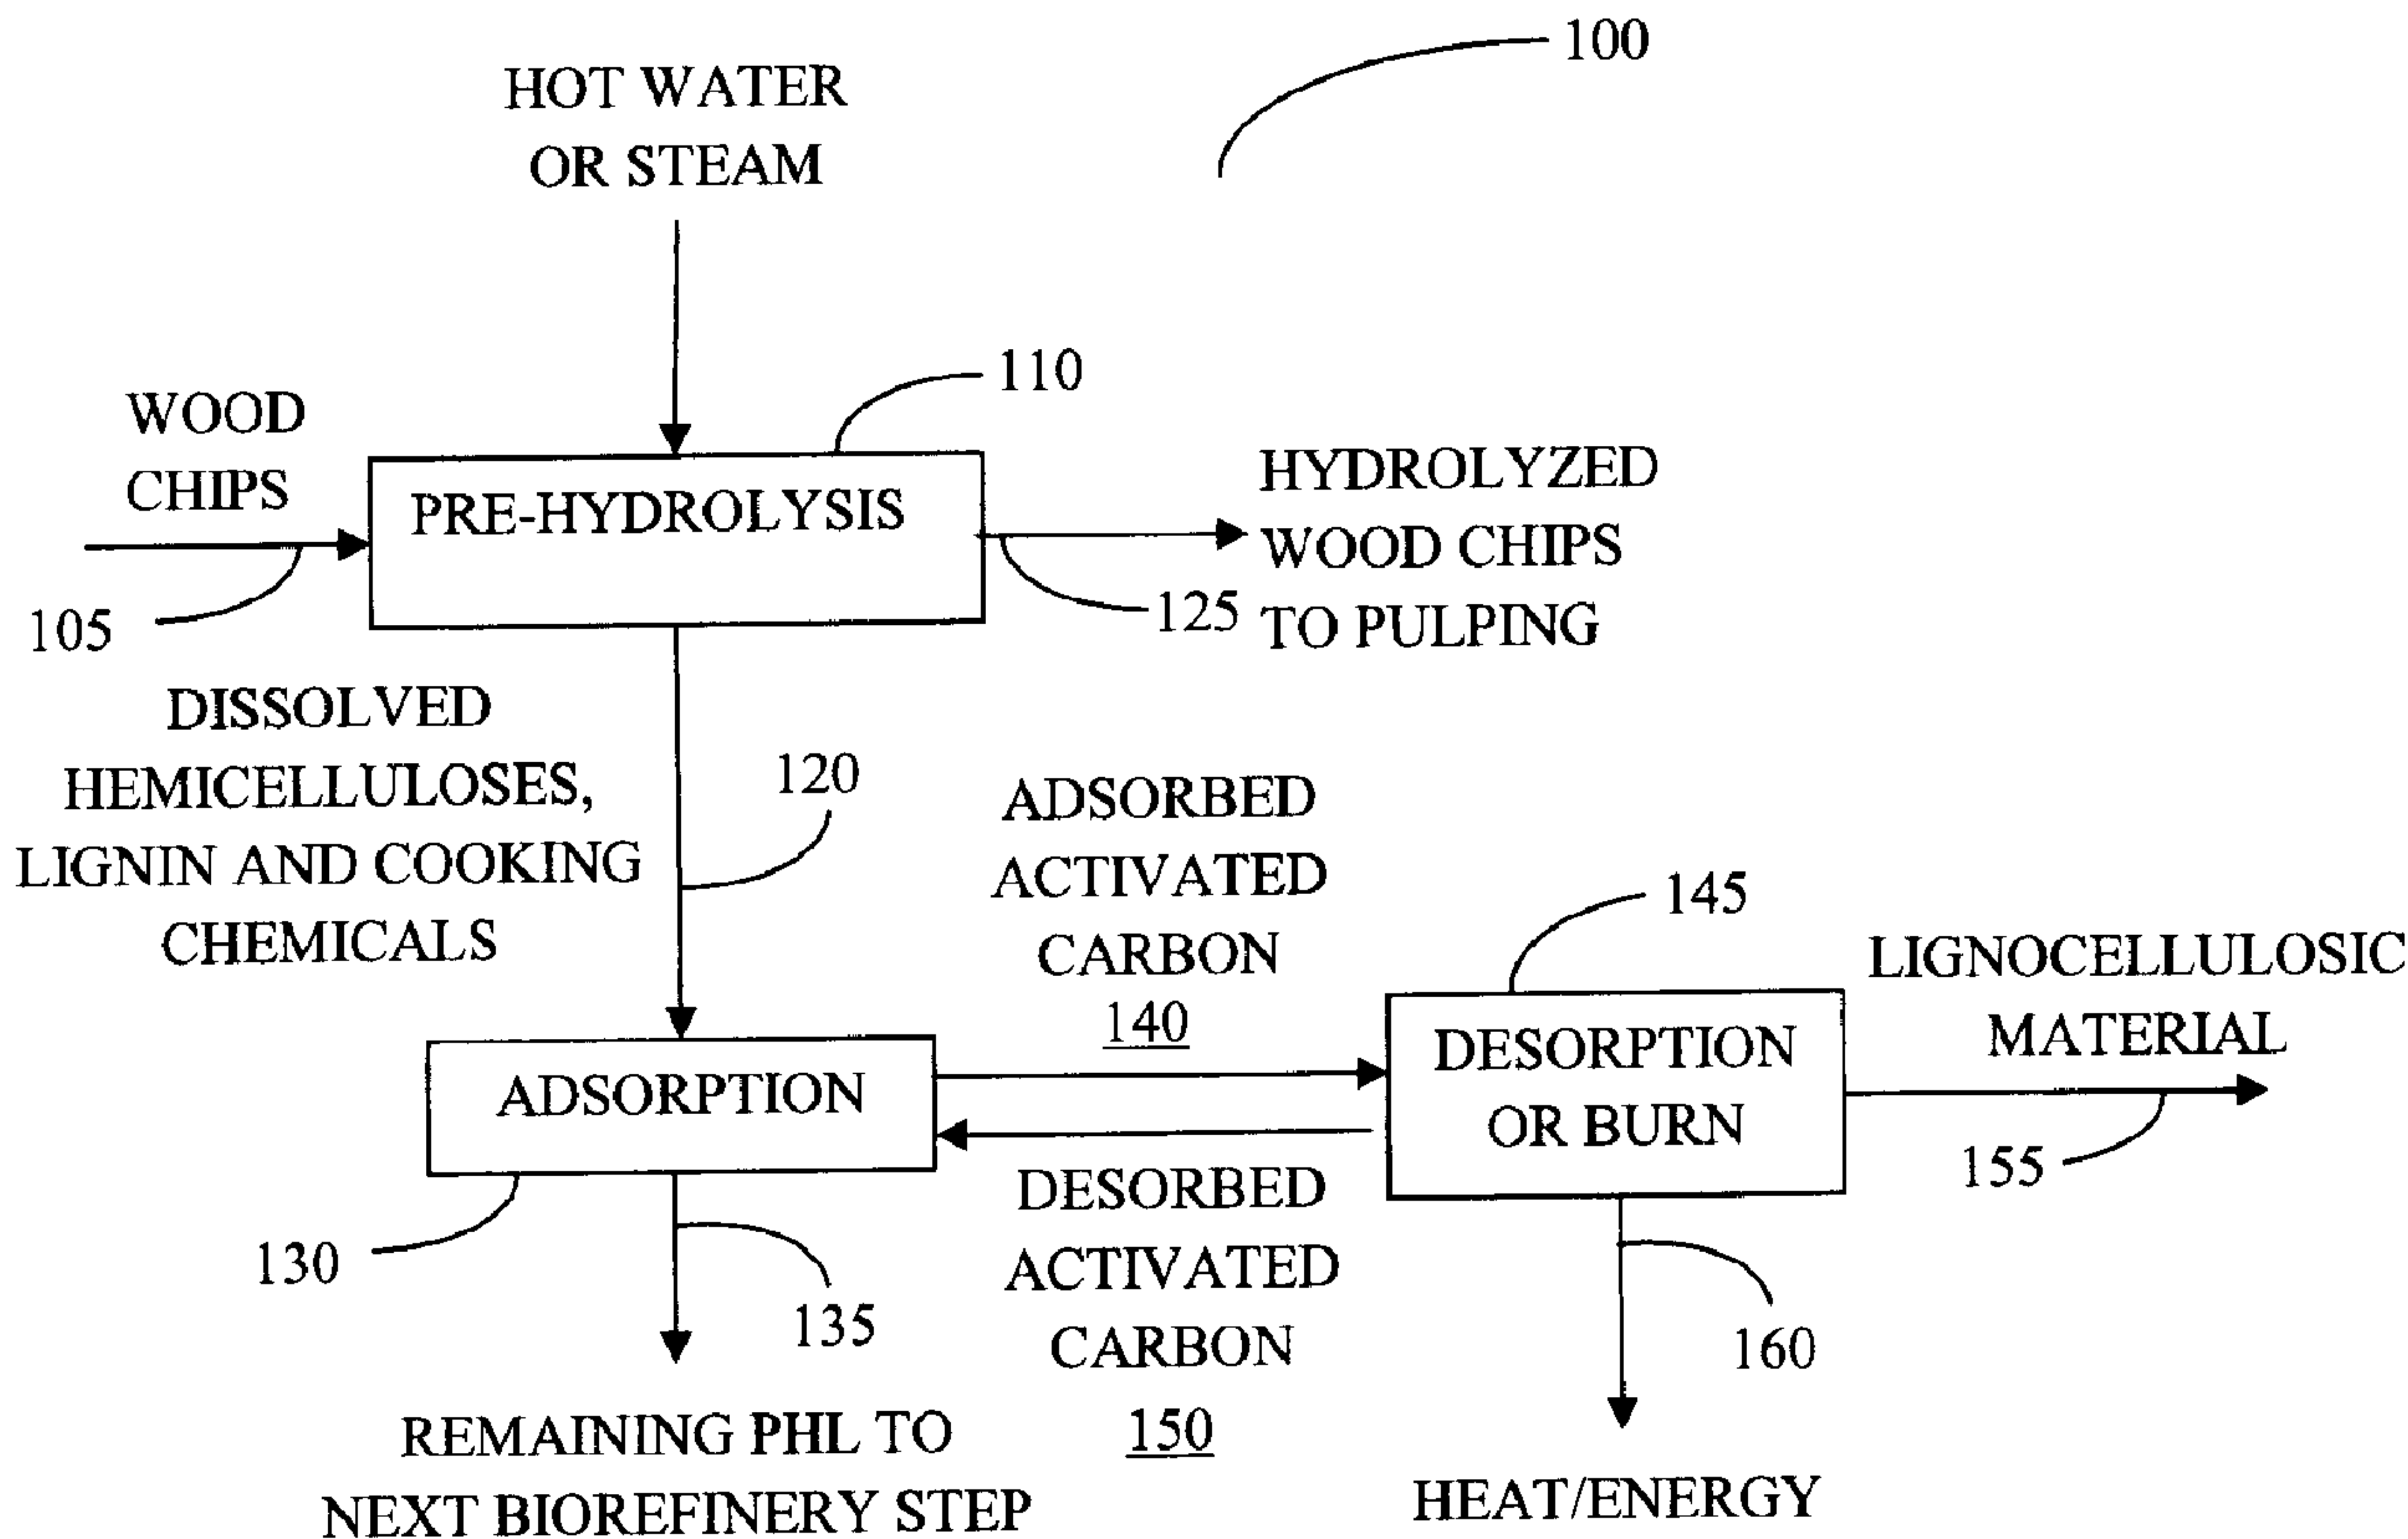 100
HOT WATER
OR STEAM
110
WOOD
CHIPS
PRE-HYDROLYSIS
HYDROLYZED
WOOD CHIPS
TO PULPING
105
125
DISSOLVED
HEMICELLULOSES,
LIGNIN AND COOKING
CHEMICALS
120
ADSORBED
ACTIVATED
CARBON
140
145
LIGNOCELLULOSIC
MATERIAL
ADSORPTION
DESORPTION
OR BURN
155
DESORBED
ACTIVATED
CARBON
150
130
135
160
REMAINING PHL TO
NEXT BIOREFINERY STEP
HEAT/ENERGY